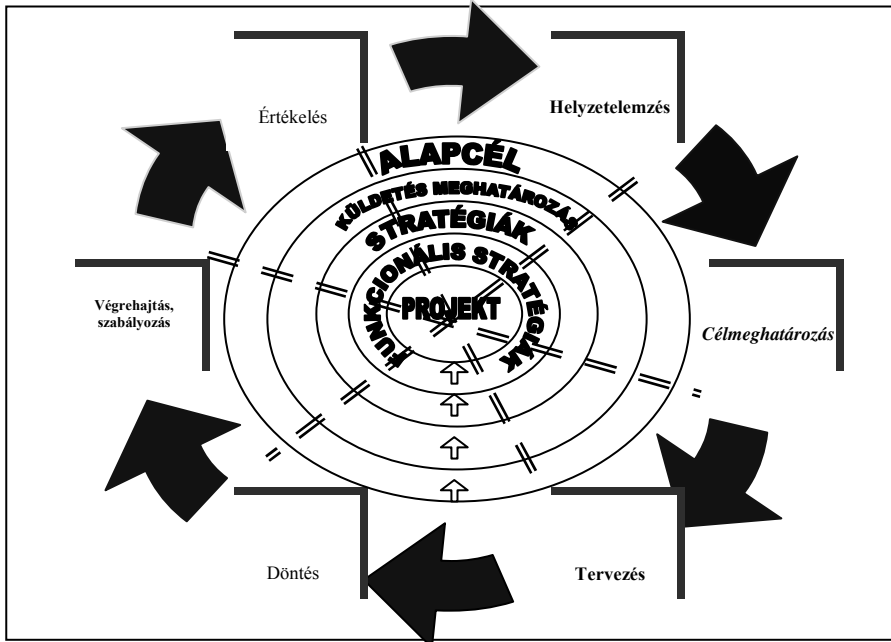 Értékelés
Helyzetelemzés
ALAPCÉL
KÜLDETÉS MEGHATÁROZÁS
STRATÉGIÁK
FUNKCIONÁLIS STRATÉGIÁK
PROJEKT
Végrehajtás,
szabályozás
Célmeghatározás
Döntés
Tervezés